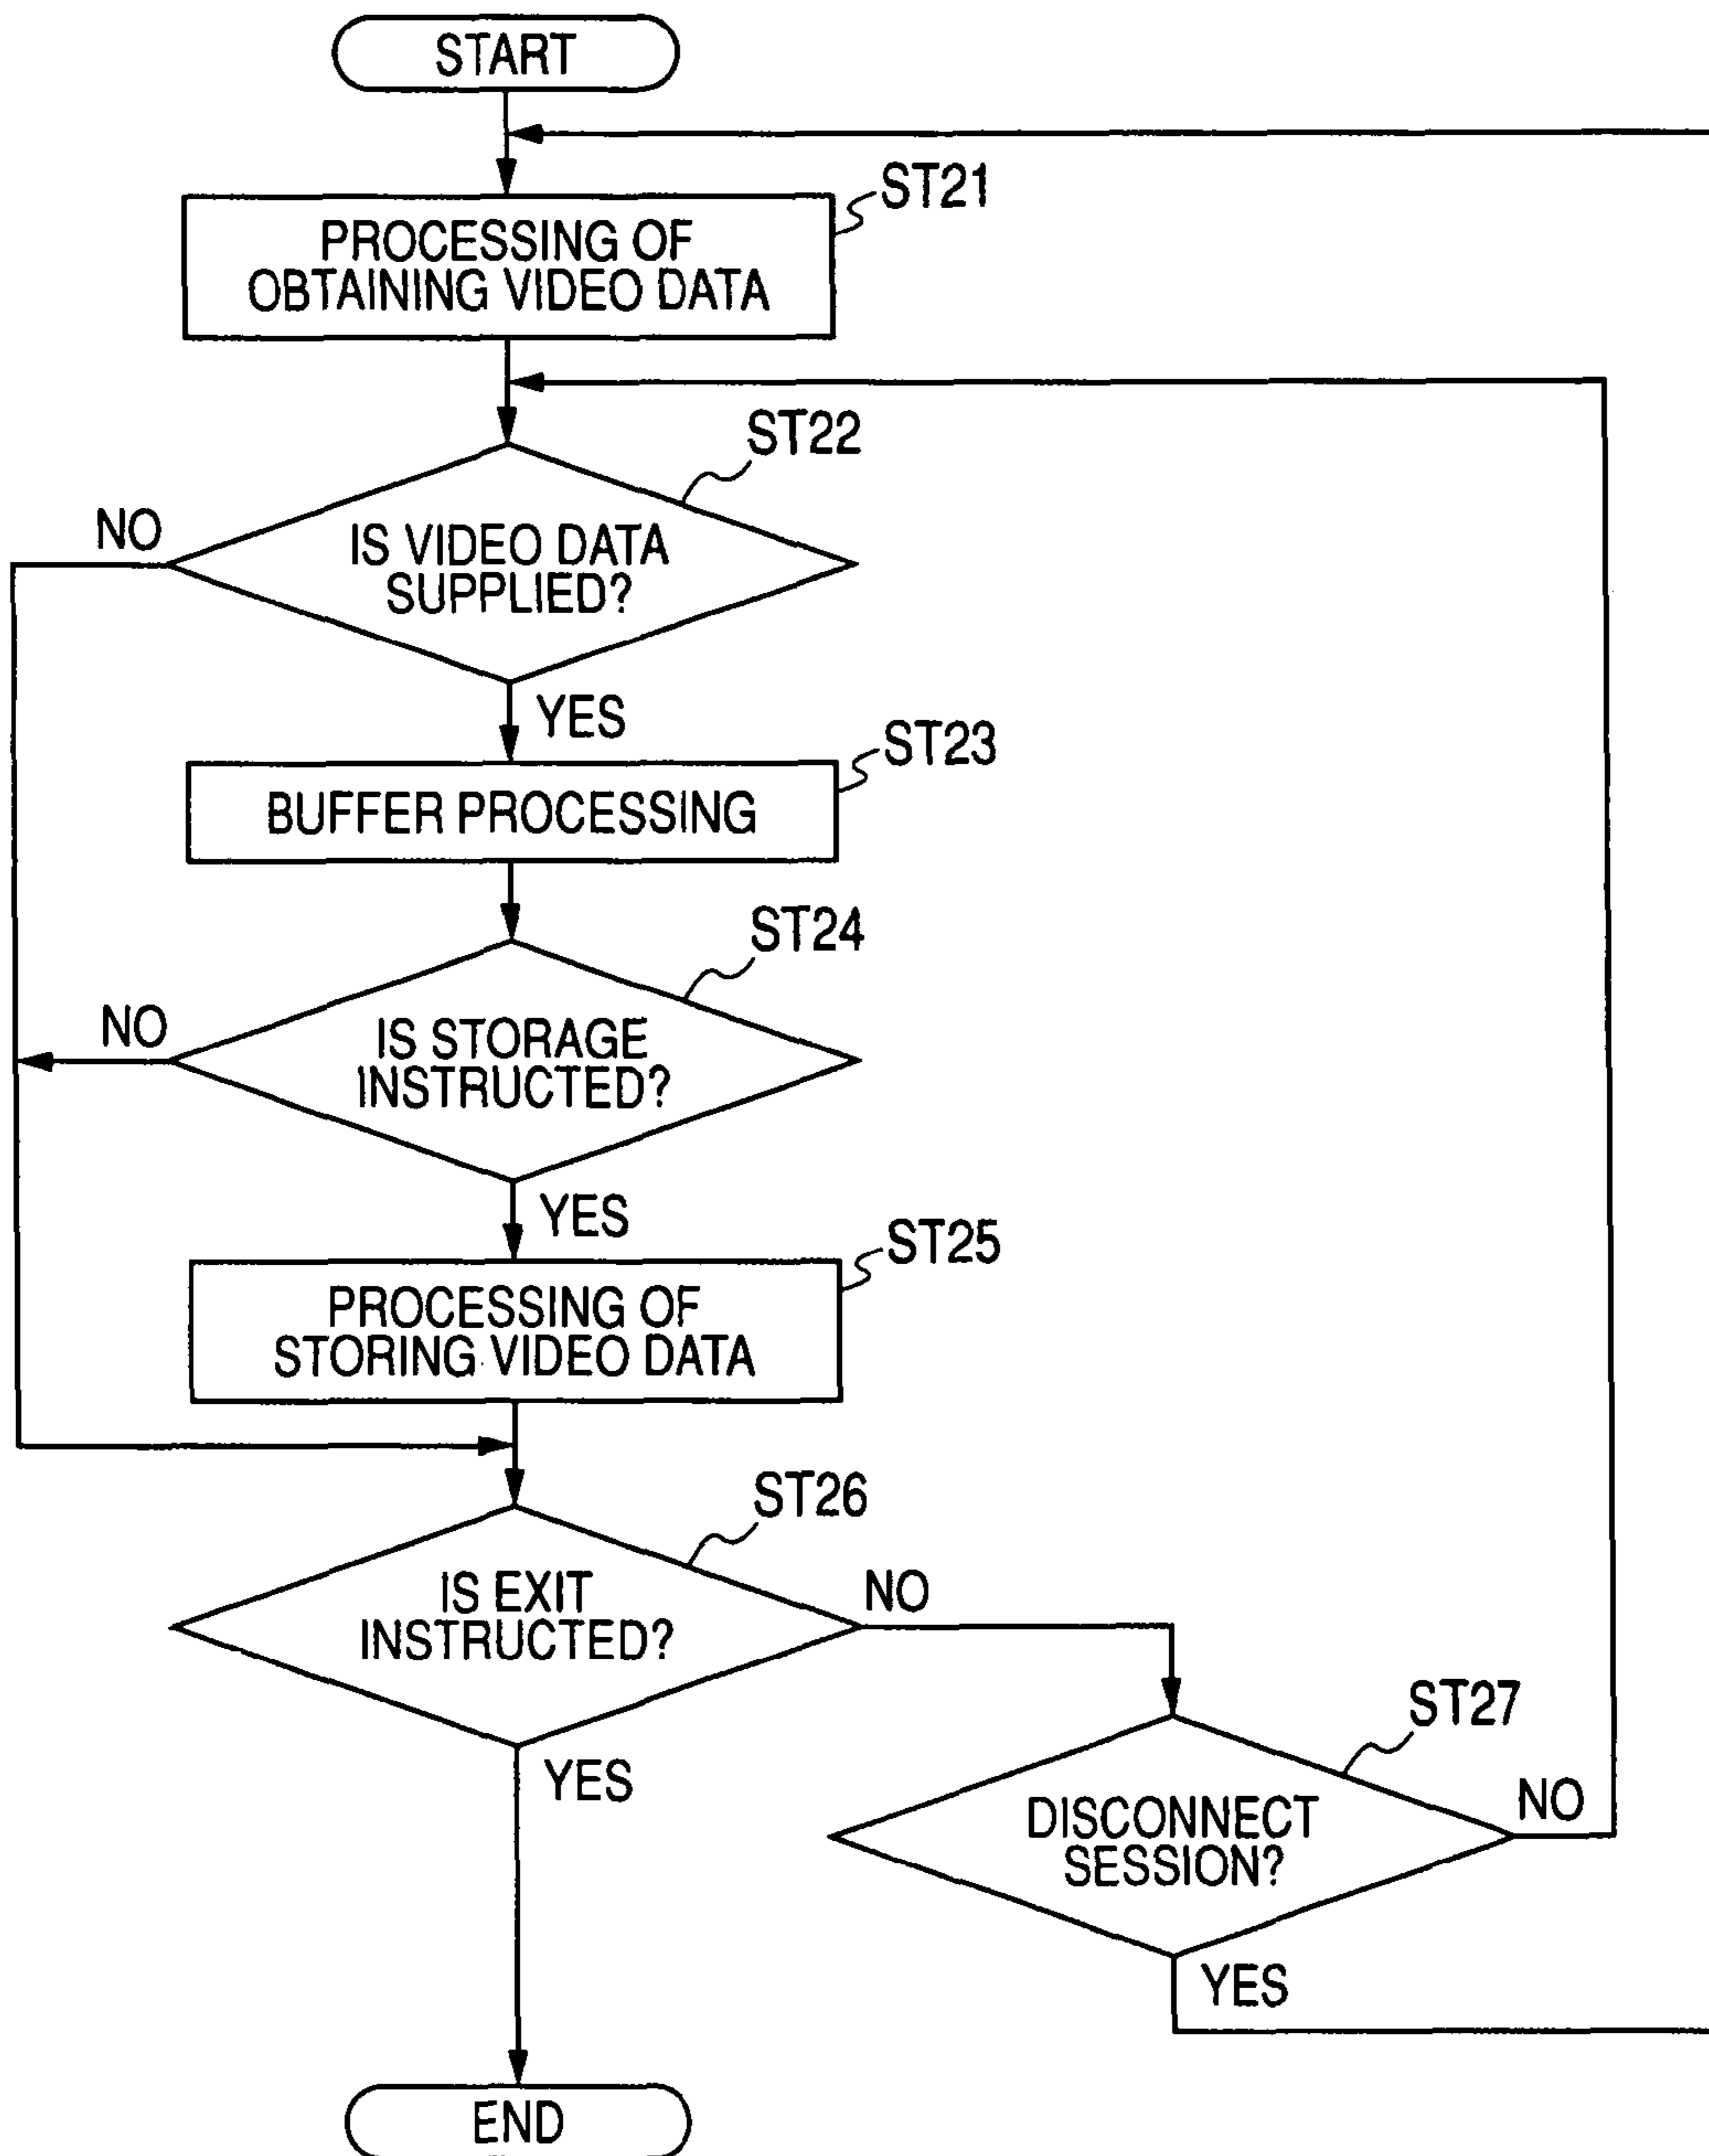 START
ST21
PROCESSING OF
OBTAINING VIDEO DATA
ST22
NO
IS VIDEO DATA
SUPPLIED?
YES
ST23
BUFFER PROCESSING
ST24
NO
IS STORAGE
INSTRUCTED?
YES
ST25
PROCESSING OF
STORING VIDEO DATA
ST26
IS EXIT
INSTRUCTED?
NO
YES
ST27
DISCONNECT
SESSION?
NO
YES
END